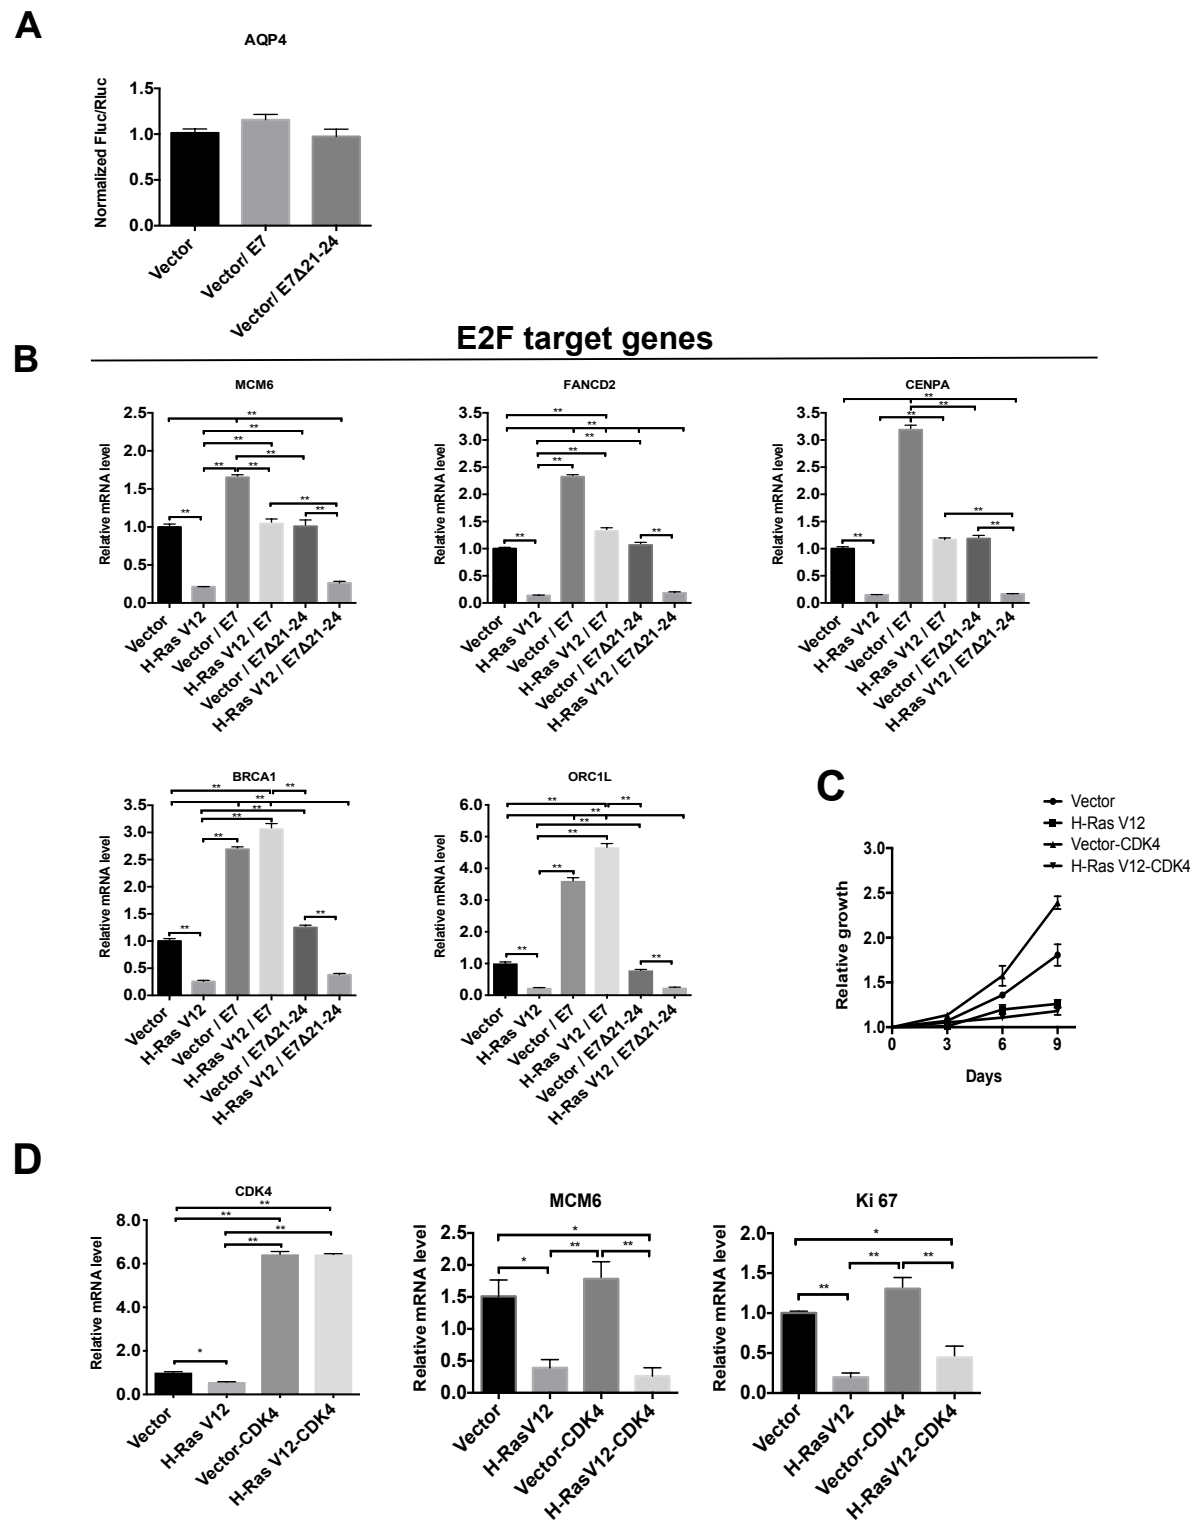 A
AQP4
Normalized Fluc/Rluc
1.5
1.0
0.5
0.0
Vector
Vector/ E7
Vector/ E7Δ21-24
E2F target genes
B
MCM6
Relative mRNA level
2.5
2.0
1.5
1.0
0.5
0.0
** ** ** ** ** ** ** ** **
Vector
H-Ras V12
Vector / E7
H-Ras V12 / E7
Vector / E7Δ21-24
H-Ras V12 / E7Δ21-24
FANCD2
Relative mRNA level
3.5
3.0
2.5
2.0
1.5
1.0
0.5
0.0
** ** ** ** ** ** **
Vector
H-Ras V12
Vector / E7
H-Ras V12 / E7
Vector / E7Δ21-24
H-Ras V12 / E7Δ21-24
CENPA
Relative mRNA level
3.5
3.0
2.5
2.0
1.5
1.0
0.5
0.0
** ** ** ** ** **
Vector
H-Ras V12
Vector / E7
H-Ras V12 / E7
Vector / E7Δ21-24
H-Ras V12 / E7Δ21-24
BRCA1
Relative mRNA level
3.5
3.0
2.5
2.0
1.5
1.0
0.5
0.0
** ** ** ** ** ** ** **
Vector
H-Ras V12
Vector / E7
H-Ras V12 / E7
Vector / E7Δ21-24
H-Ras V12 / E7Δ21-24
ORC1L
Relative mRNA level
6.0
5.0
4.0
3.0
2.0
1.0
0.0
** ** ** ** ** ** ** **
Vector
H-Ras V12
Vector / E7
H-Ras V12 / E7
Vector / E7Δ21-24
H-Ras V12 / E7Δ21-24
C
Vector
H-Ras V12
Vector-CDK4
H-Ras V12-CDK4
Relative growth
3.0
2.5
2.0
1.5
1.0
0 3 6 9
Days
D
CDK4
Relative mRNA level
8.0
6.0
4.0
2.0
0.0
** ** ** ** *
Vector
H-Ras V12
Vector-CDK4
H-Ras V12-CDK4
MCM6
Relative mRNA level
2.5
2.0
1.5
1.0
0.5
0.0
* * ** **
Vector
H-RasV12
Vector-CDK4
H-RasV12-CDK4
Ki 67
Relative mRNA level
2.0
1.5
1.0
0.5
0.0
* ** ** **
Vector
H-RasV12
Vector-CDK4
H-RasV12-CDK4